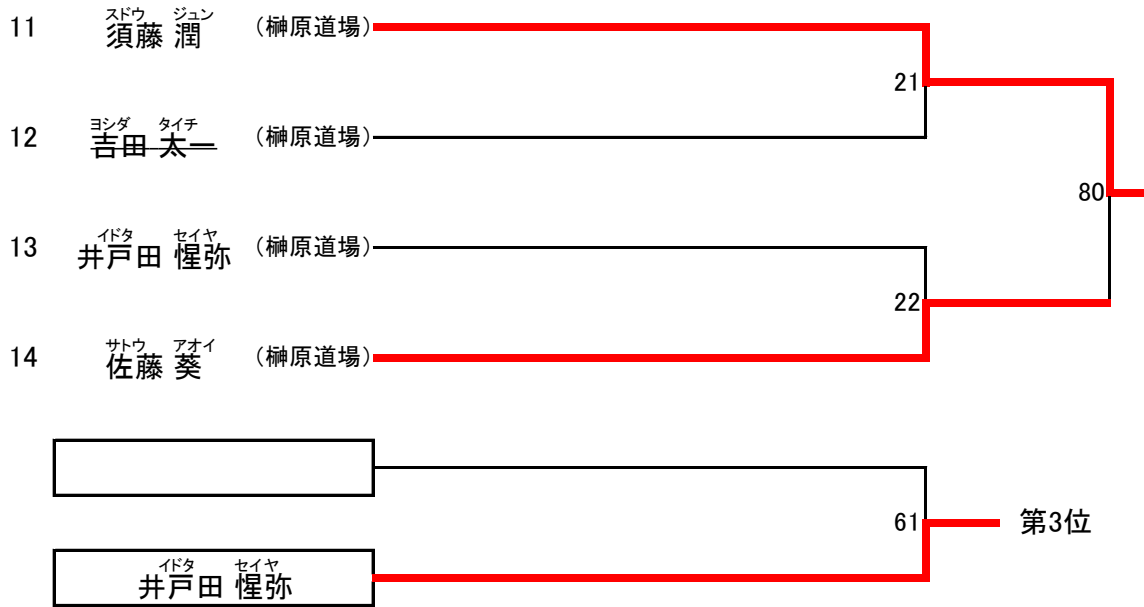 スドウ ジュン
11 須藤 潤 (榊原道場)
21
ヨシダ タイチ
12 吉田 太一 (榊原道場)
80
イドタ セイヤ
13 井戸田 惺弥 (榊原道場)
22
サトウ アオイ
14 佐藤 葵 (榊原道場)
61 第3位
イドタ セイヤ
井戸田 惺弥